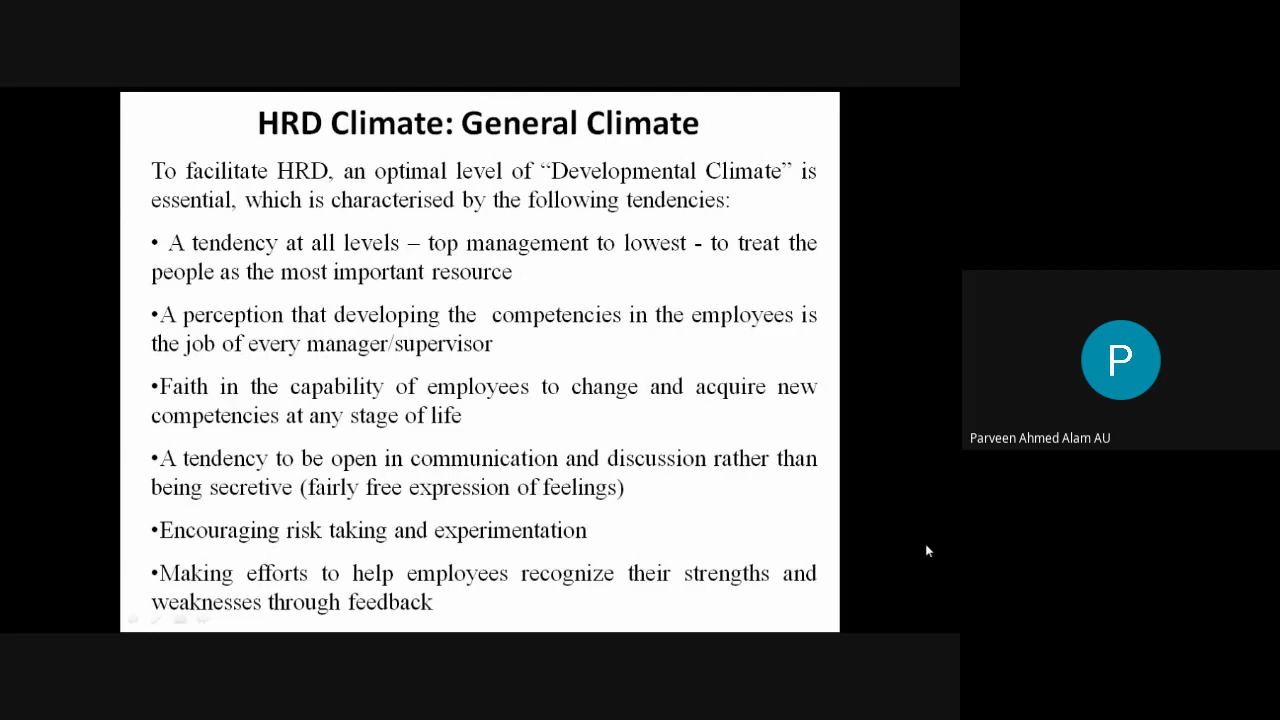 HRD Climate: General Climate
To facilitate HRD, an optimal level of “Developmental Climate” is
essential, which is characterised by the following tendencies:
• A tendency at all levels – top management to lowest - to treat the
people as the most important resource
•A perception that developing the competencies in the employees is
the job of every manager/supervisor
•Faith in the capability of employees to change and acquire new
competencies at any stage of life
•A tendency to be open in communication and discussion rather than
being secretive (fairly free expression of feelings)
•Encouraging risk taking and experimentation
•Making efforts to help employees recognize their strengths and
weaknesses through feedback
P
Parveen Ahmed Alam AU